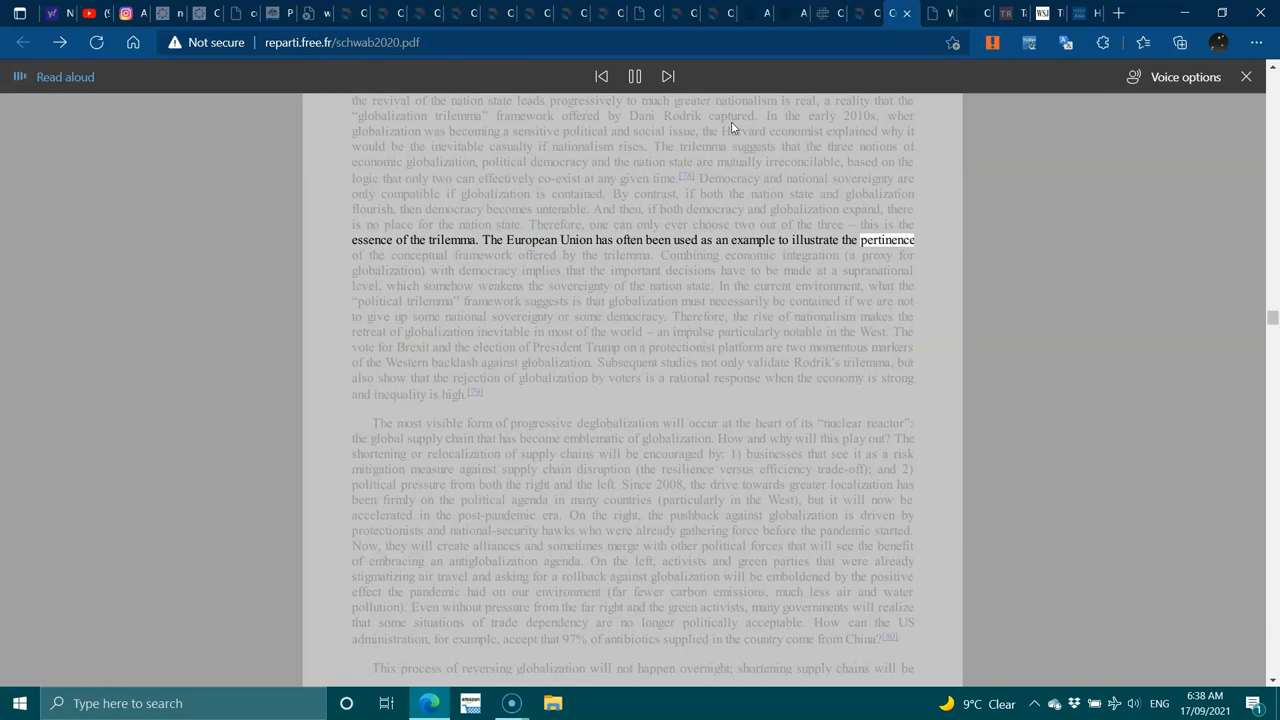 Not secure
reparti.free.fr/schwab2020.pdf
Read aloud
Voice options
the revival of the nation state leads progressively to much greater nationalism is real, a reality that the
“globalization trilemma” framework offered by Dani Rodrik captured. In the early 2010s, wher
globalization was becoming a sensitive political and social issue, the Harvard economist explained why it
would be the inevitable casualty if nationalism rises. The trilemma suggests that the three notions of
economic globalization, political democracy and the nation state are mutually irreconcilable, based on the
logic that only two can effectively co-exist at any given time.[78] Democracy and national sovereignty are
only compatible if globalization is contained. By contrast, if both the nation state and globalization
flourish, then democracy becomes untenable. And then, if both democracy and globalization expand, there
is no place for the nation state. Therefore, one can only ever choose two out of the three – this is the
essence of the trilemma. The European Union has often been used as an example to illustrate the pertinence
of the conceptual framework offered by the trilemma. Combining economic integration (a proxy for
globalization) with democracy implies that the important decisions have to be made at a supranational
level, which somehow weakens the sovereignty of the nation state. In the current environment, what the
“political trilemma” framework suggests is that globalization must necessarily be contained if we are not
to give up some national sovereignty or some democracy. Therefore, the rise of nationalism makes the
retreat of globalization inevitable in most of the world – an impulse particularly notable in the West. The
vote for Brexit and the election of President Trump on a protectionist platform are two momentous markers
of the Western backlash against globalization. Subsequent studies not only validate Rodrik’s trilemma, but
also show that the rejection of globalization by voters is a rational response when the economy is strong
and inequality is high.[79]
The most visible form of progressive deglobalization will occur at the heart of its “nuclear reactor”:
the global supply chain that has become emblematic of globalization. How and why will this play out? The
shortening or relocalization of supply chains will be encouraged by: 1) businesses that see it as a risk
mitigation measure against supply chain disruption (the resilience versus efficiency trade-off); and 2)
political pressure from both the right and the left. Since 2008, the drive towards greater localization has
been firmly on the political agenda in many countries (particularly in the West), but it will now be
accelerated in the post-pandemic era. On the right, the pushback against globalization is driven by
protectionists and national-security hawks who were already gathering force before the pandemic started.
Now, they will create alliances and sometimes merge with other political forces that will see the benefit
of embracing an antiglobalization agenda. On the left, activists and green parties that were already
stigmatizing air travel and asking for a rollback against globalization will be emboldened by the positive
effect the pandemic had on our environment (far fewer carbon emissions, much less air and water
pollution). Even without pressure from the far right and the green activists, many governments will realize
that some situations of trade dependency are no longer politically acceptable. How can the US
administration, for example, accept that 97% of antibiotics supplied in the country come from China?[80]
This process of reversing globalization will not happen overnight; shortening supply chains will be
Type here to search
9°C Clear
ENG
6:38 AM
17/09/2021